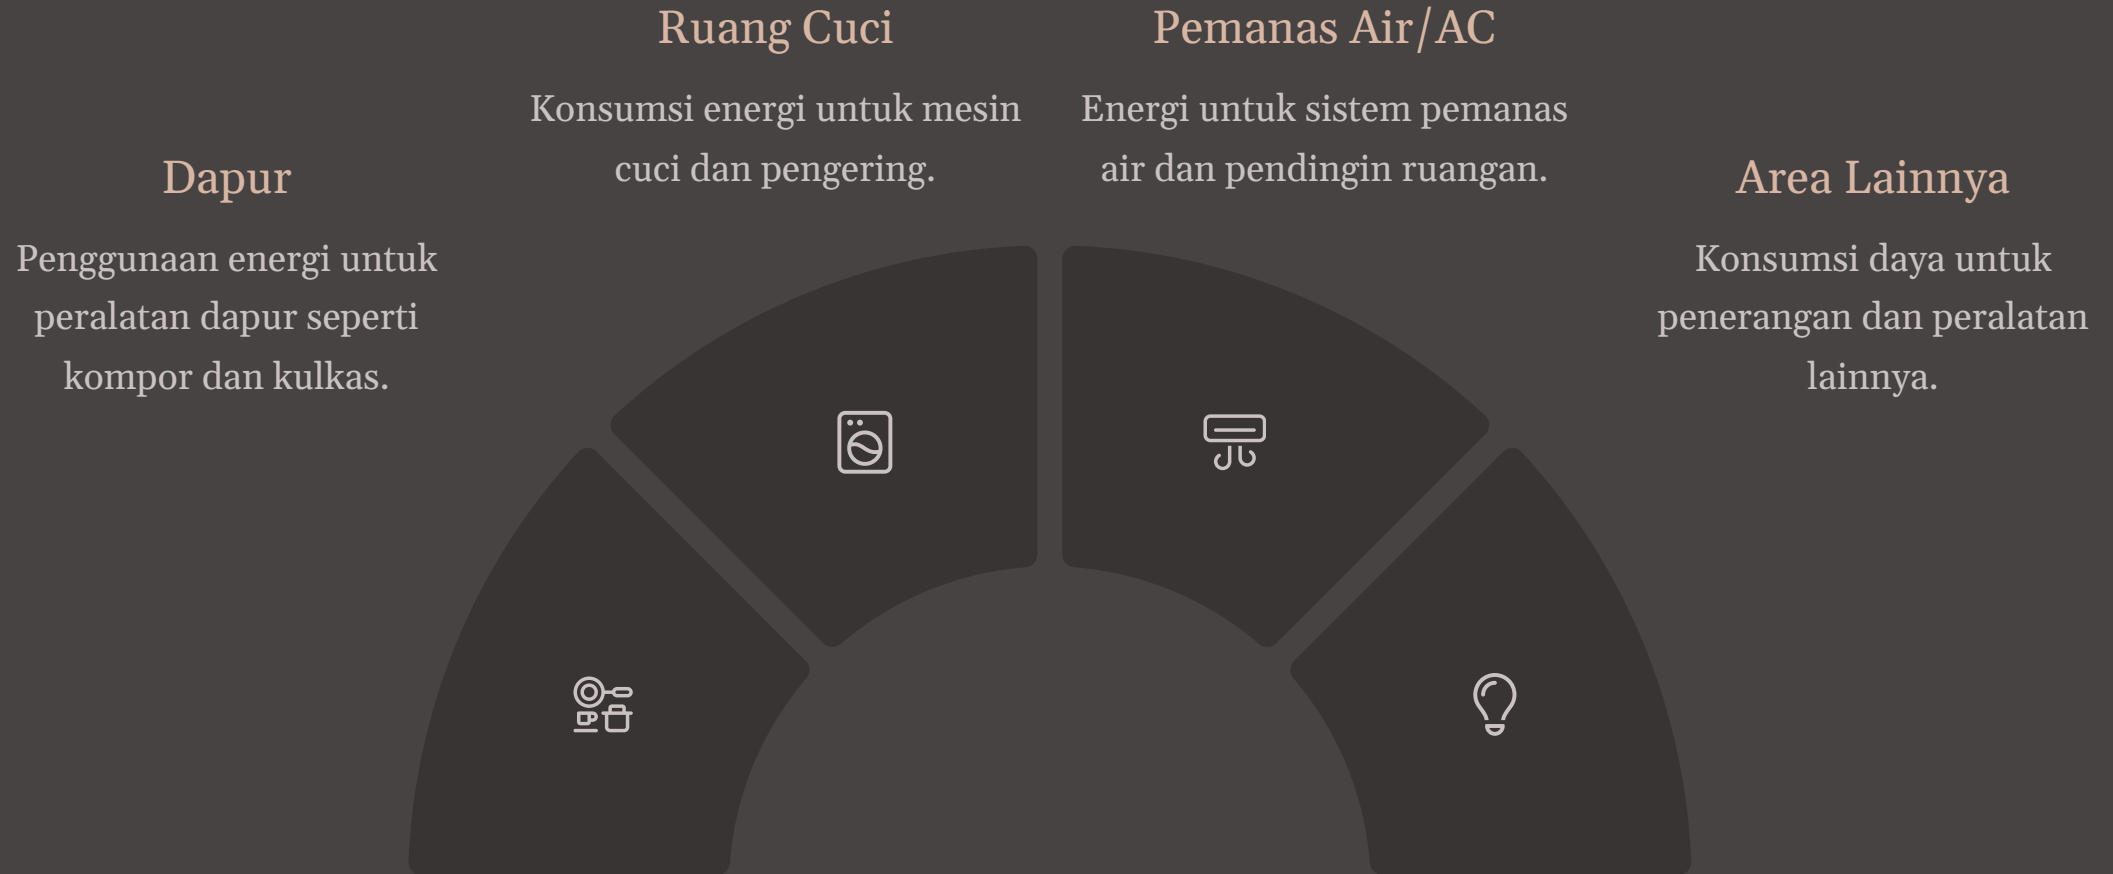 Dapur
Penggunaan energi untuk
peralatan dapur seperti
kompor dan kulkas.
Ruang Cuci
Konsumsi energi untuk mesin
cuci dan pengering.
Pemanas Air/AC
Energi untuk sistem pemanas
air dan pendingin ruangan.
Area Lainnya
Konsumsi daya untuk
penerangan dan peralatan
lainnya.